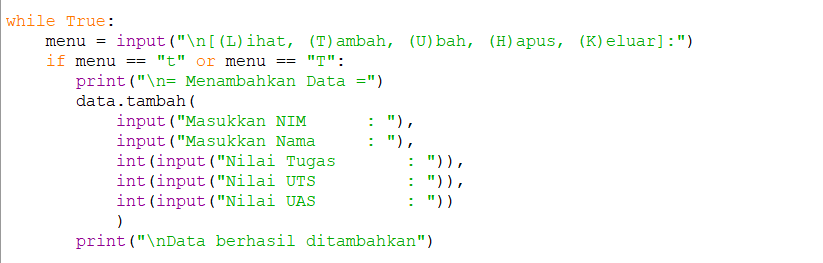 while True:
    menu = input("\n[(L)ihat, (T)ambah, (U)bah, (H)apus, (K)eluar]:")
    if menu == "t" or menu == "T":
       print("\n= Menambahkan Data =")
       data.tambah(
           input("Masukkan NIM      : "),
           input("Masukkan Nama     : "),
           int(input("Nilai Tugas       : ")),
           int(input("Nilai UTS         : ")),
           int(input("Nilai UAS         : "))
           )
       print("\nData berhasil ditambahkan")